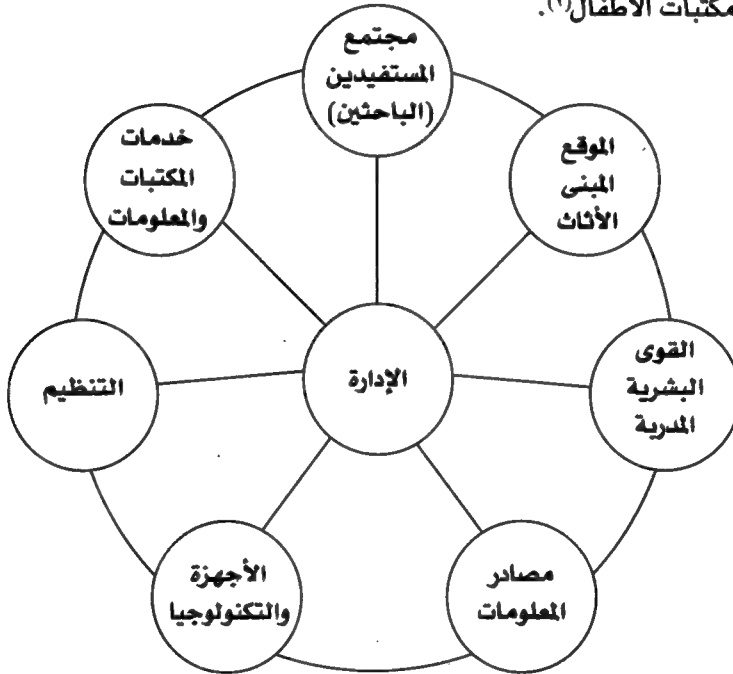 مكتبات الأطفال(١).
مجتمع
المستفيدين
(الباحثين)
الموقع
المبنى
الأثاث
القوى
البشرية
المدربة
مصادر
المعلومات
الأجهزة
والتكنولوجيا
التنظيم
خدمات
المكتبات
والمعلومات
الإدارة